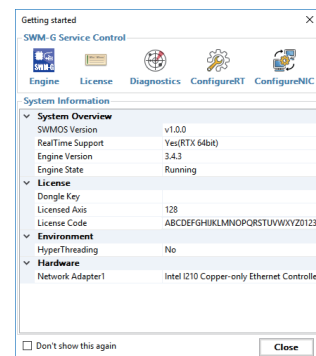 Getting started
SWM-G Service Control
SWM-G
Engine License Diagnostics ConfigureRT ConfigureNIC
System Information
System Overview
SWMOS Version v1.0.0
RealTime Support Yes(RTX 64bit)
Engine Version 3.4.3
Engine State Running
License
Dongle Key
Licensed Axis 128
License Code ABCDEFGHIJKLMNOPQRSTUVWXYZ0123
Environment
HyperThreading No
Hardware
Network Adapter1 Intel I210 Copper-only Ethernet Controlle
Don't show this again
Close